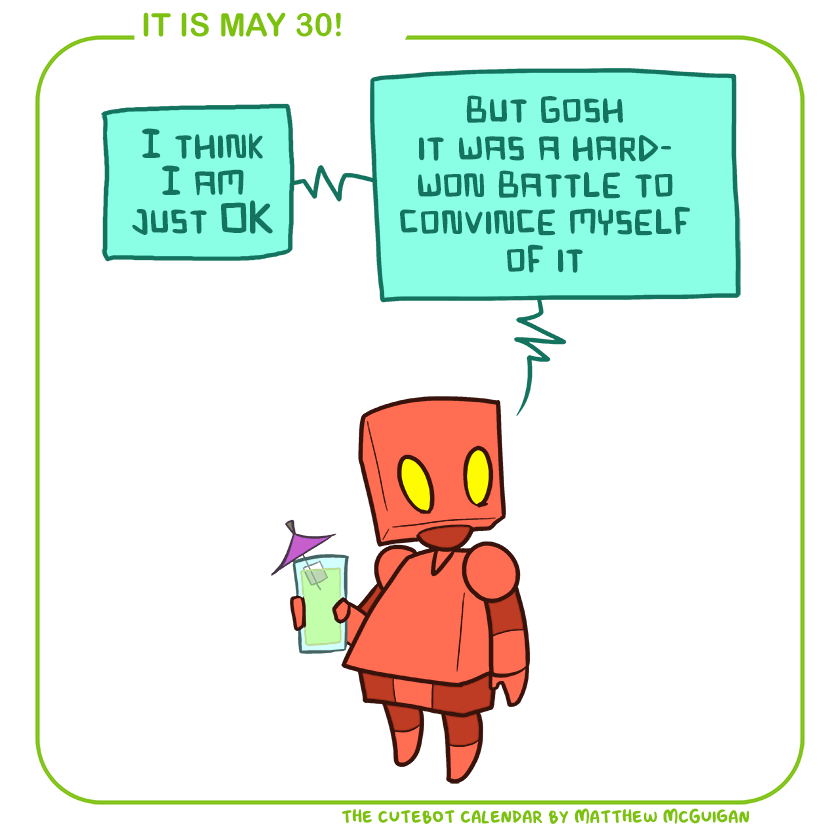 IT IS MAY 30!
I THINK
I AM
JUST OK
BUT GOSH
IT WAS A HARD-
WON BATTLE TO
CONVINCE MYSELF
OF IT
THE CUTEBOT CALENDAR BY MATTHEW MCGUIGAN